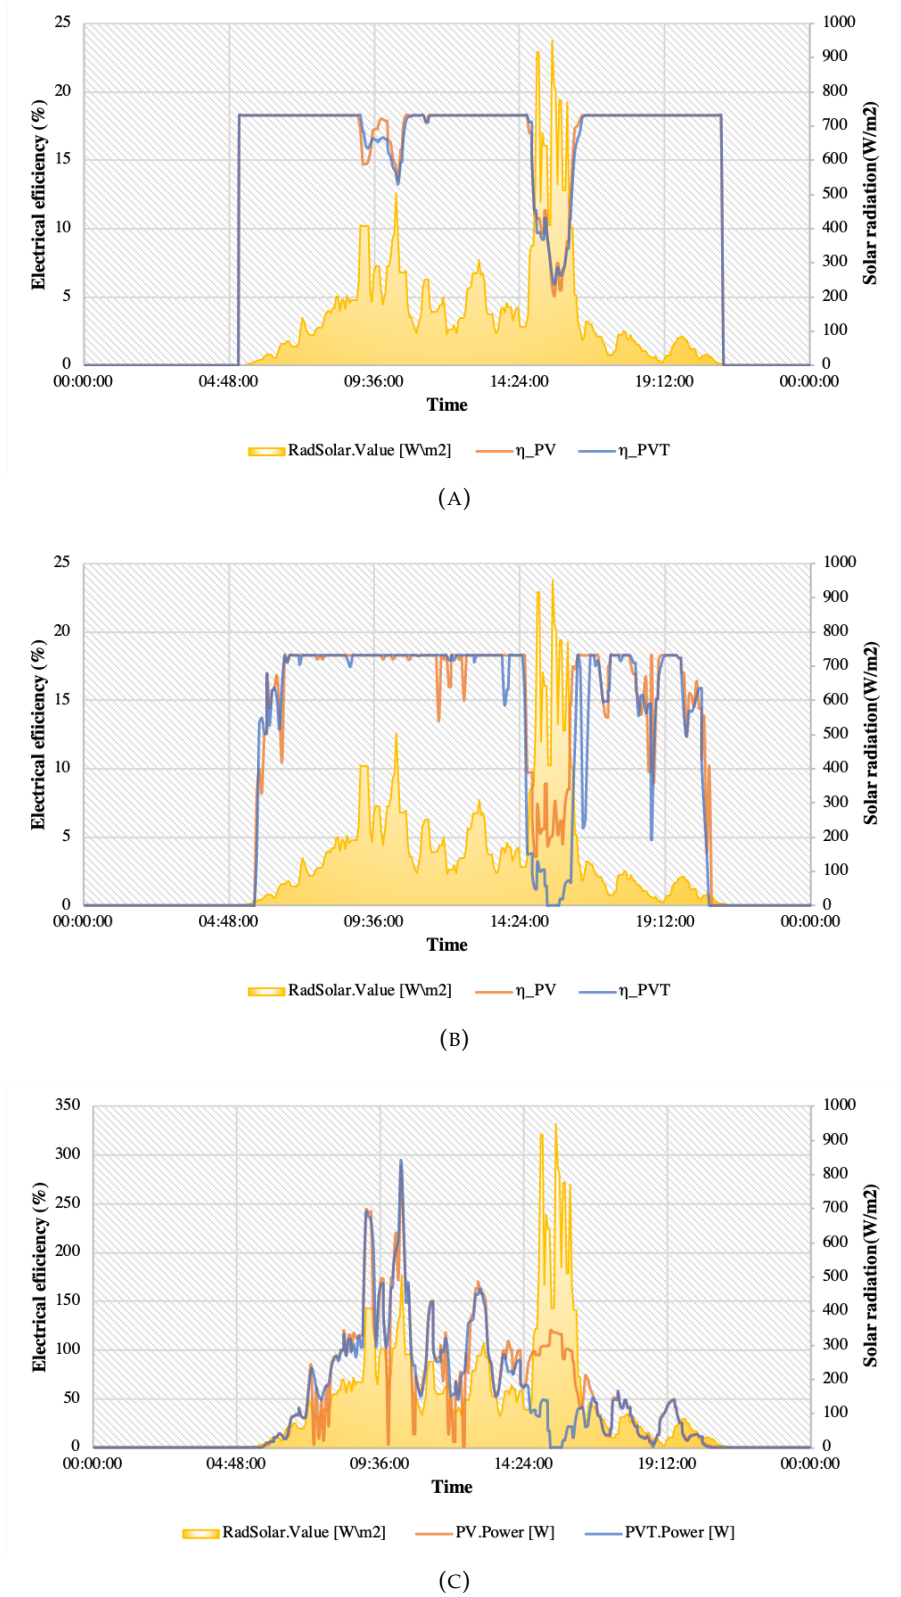 25
20
15
10
5
0
Electrical efiiciency (%)
1000
900
800
700
600
500
400
300
200
100
0
Solar radiation(W/m2)
00:00:00 04:48:00 09:36:00 14:24:00 19:12:00 00:00:00
Time
RadSolar.Value [W\m2] η_PV η_PVT
(A)
25
20
15
10
5
0
Electrical efiiciency (%)
1000
900
800
700
600
500
400
300
200
100
0
Solar radiation(W/m2)
00:00:00 04:48:00 09:36:00 14:24:00 19:12:00 00:00:00
Time
RadSolar.Value [W\m2] η_PV η_PVT
(B)
350
300
250
200
150
100
50
0
Electrical efiiciency (%)
1000
900
800
700
600
500
400
300
200
100
0
Solar radiation(W/m2)
00:00:00 04:48:00 09:36:00 14:24:00 19:12:00 00:00:00
Time
RadSolar.Value [W\m2] PV.Power [W] PVT.Power [W]
(C)